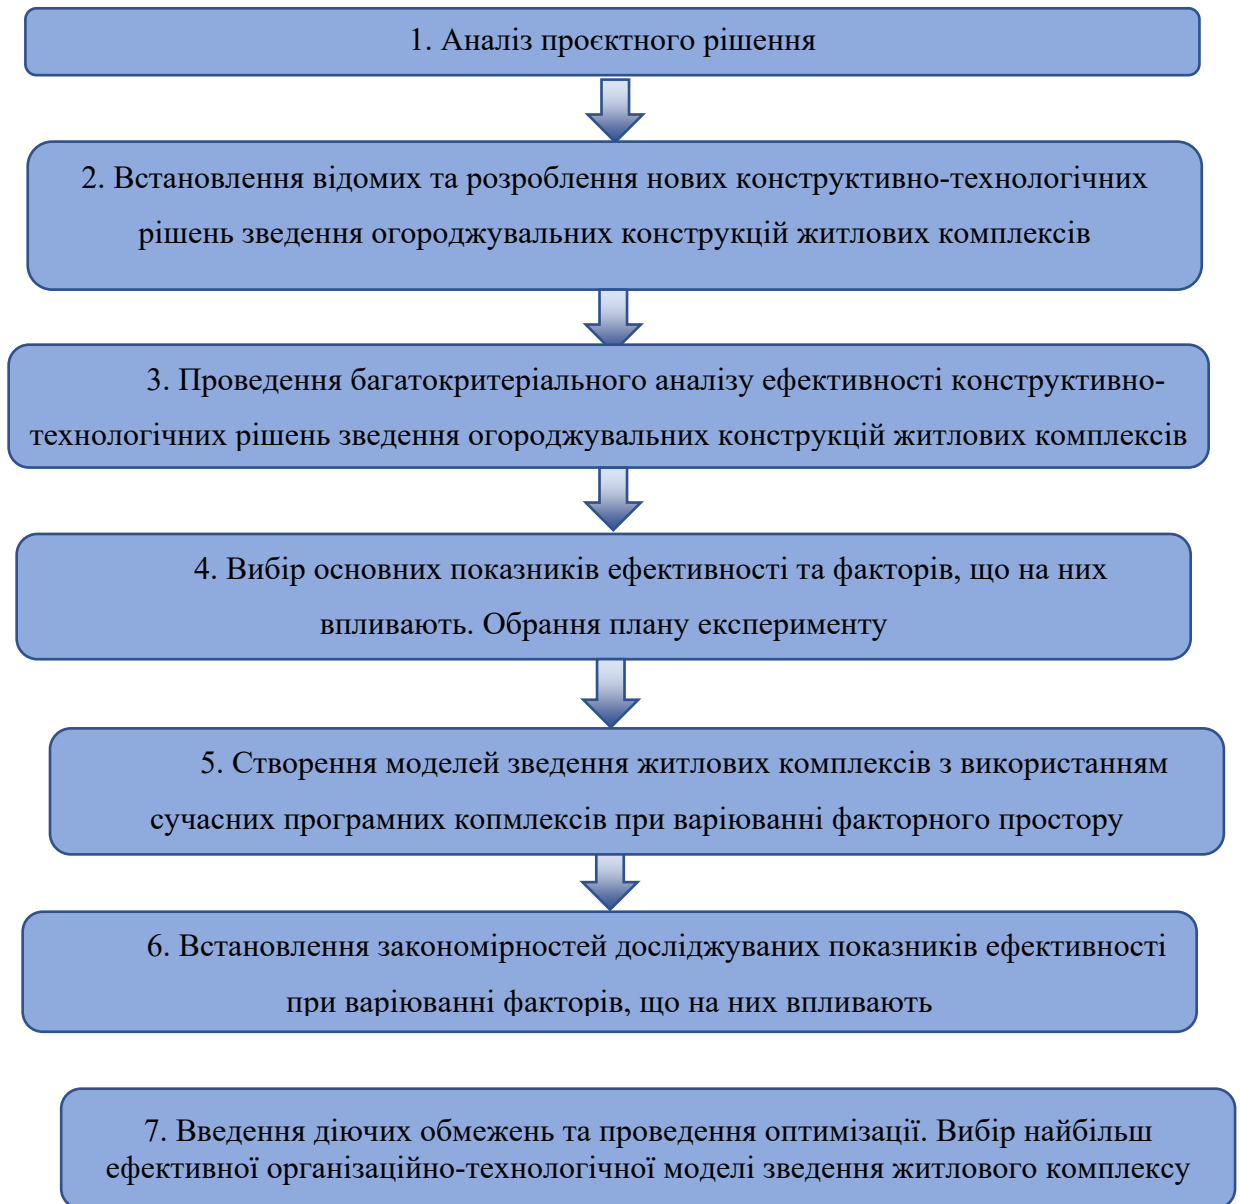 1. Аналіз проєктного рішення
2. Встановлення відомих та розроблення нових конструктивно-технологічних
рішень зведення огороджувальних конструкцій житлових комплексів
3. Проведення багатокритеріального аналізу ефективності конструктивно-
технологічних рішень зведення огороджувальних конструкцій житлових комплексів
4. Вибір основних показників ефективності та факторів, що на них
впливають. Обрання плану експерименту
5. Створення моделей зведення житлових комплексів з використанням
сучасних програмних копмлексів при варіюванні факторного простору
6. Встановлення закономірностей досліджуваних показників ефективності
при варіюванні факторів, що на них впливають
7. Введення діючих обмежень та проведення оптимізації. Вибір найбільш
ефективної організаційно-технологічної моделі зведення житлового комплексу